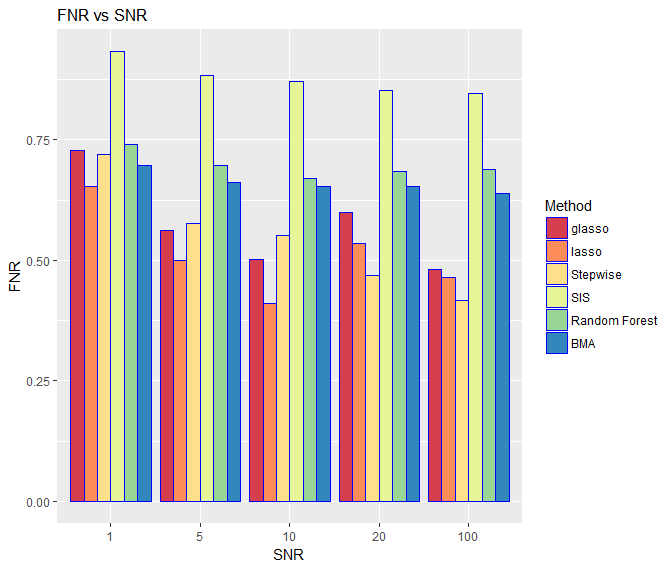 FNR vs SNR
FNR
0.75
0.50
0.25
0.00
1 5 10 20 100
SNR
Method
glasso
lasso
Stepwise
SIS
Random Forest
BMA